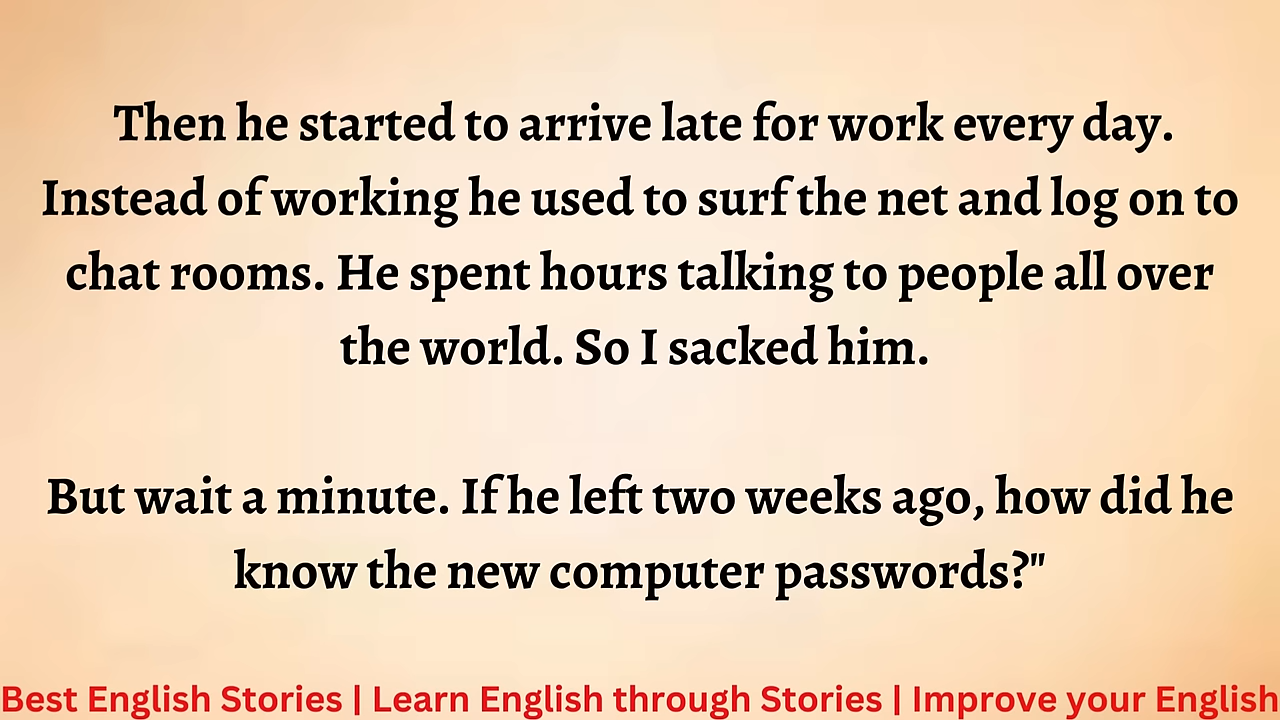 Then he started to arrive late for work every day.
Instead of working he used to surf the net and log on to
chat rooms. He spent hours talking to people all over
the world. So I sacked him.
But wait a minute. If he left two weeks ago, how did he
know the new computer passwords?"
Best English Stories | Learn English through Stories | Improve your English